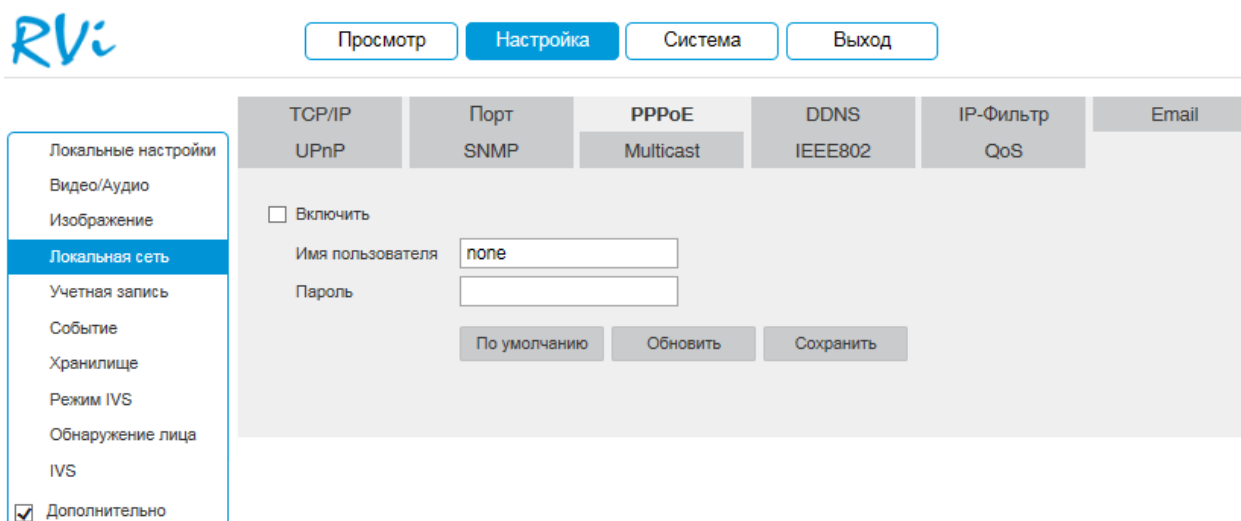 RVi
Просмотр Настройка Система Выход
TCP/IP Порт PPPoE DDNS IP-Фильтр Email
UPnP SNMP Multicast IEEE802 QoS
Локальные настройки
Видео/Аудио
Изображение
Локальная сеть
Учетная запись
Событие
Хранилище
Режим IVS
Обнаружение лица
IVS
Дополнительно
Включить
Имя пользователя none
Пароль
По умолчанию Обновить Сохранить